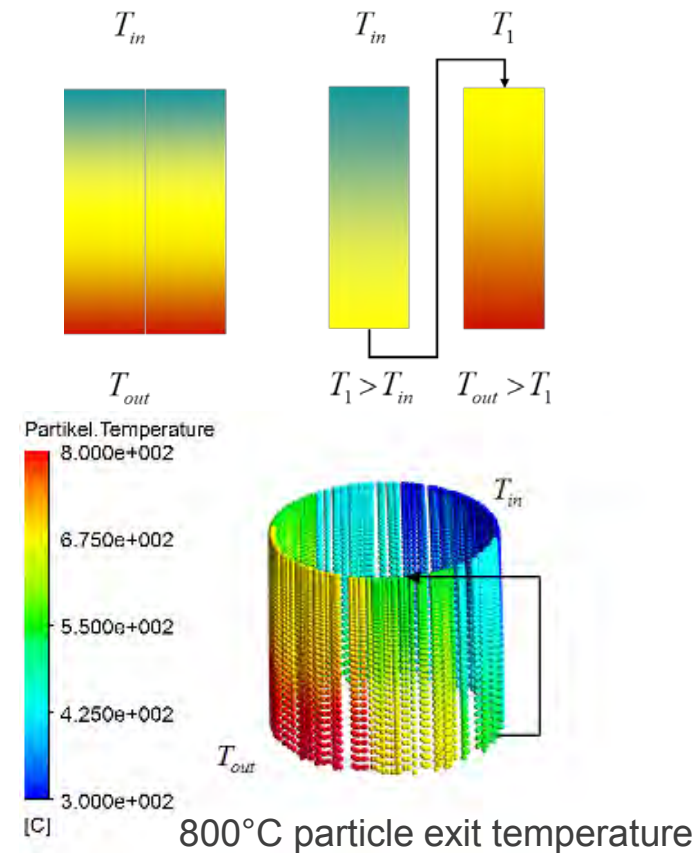 T_in T_in T_1
T_out T_1 > T_in T_out > T_1
Partikel.Temperature
8.000e+002
6.750e+002
5.500e+002
4.250e+002
3.000e+002
[C]
T_in
T_out
800°C particle exit temperature